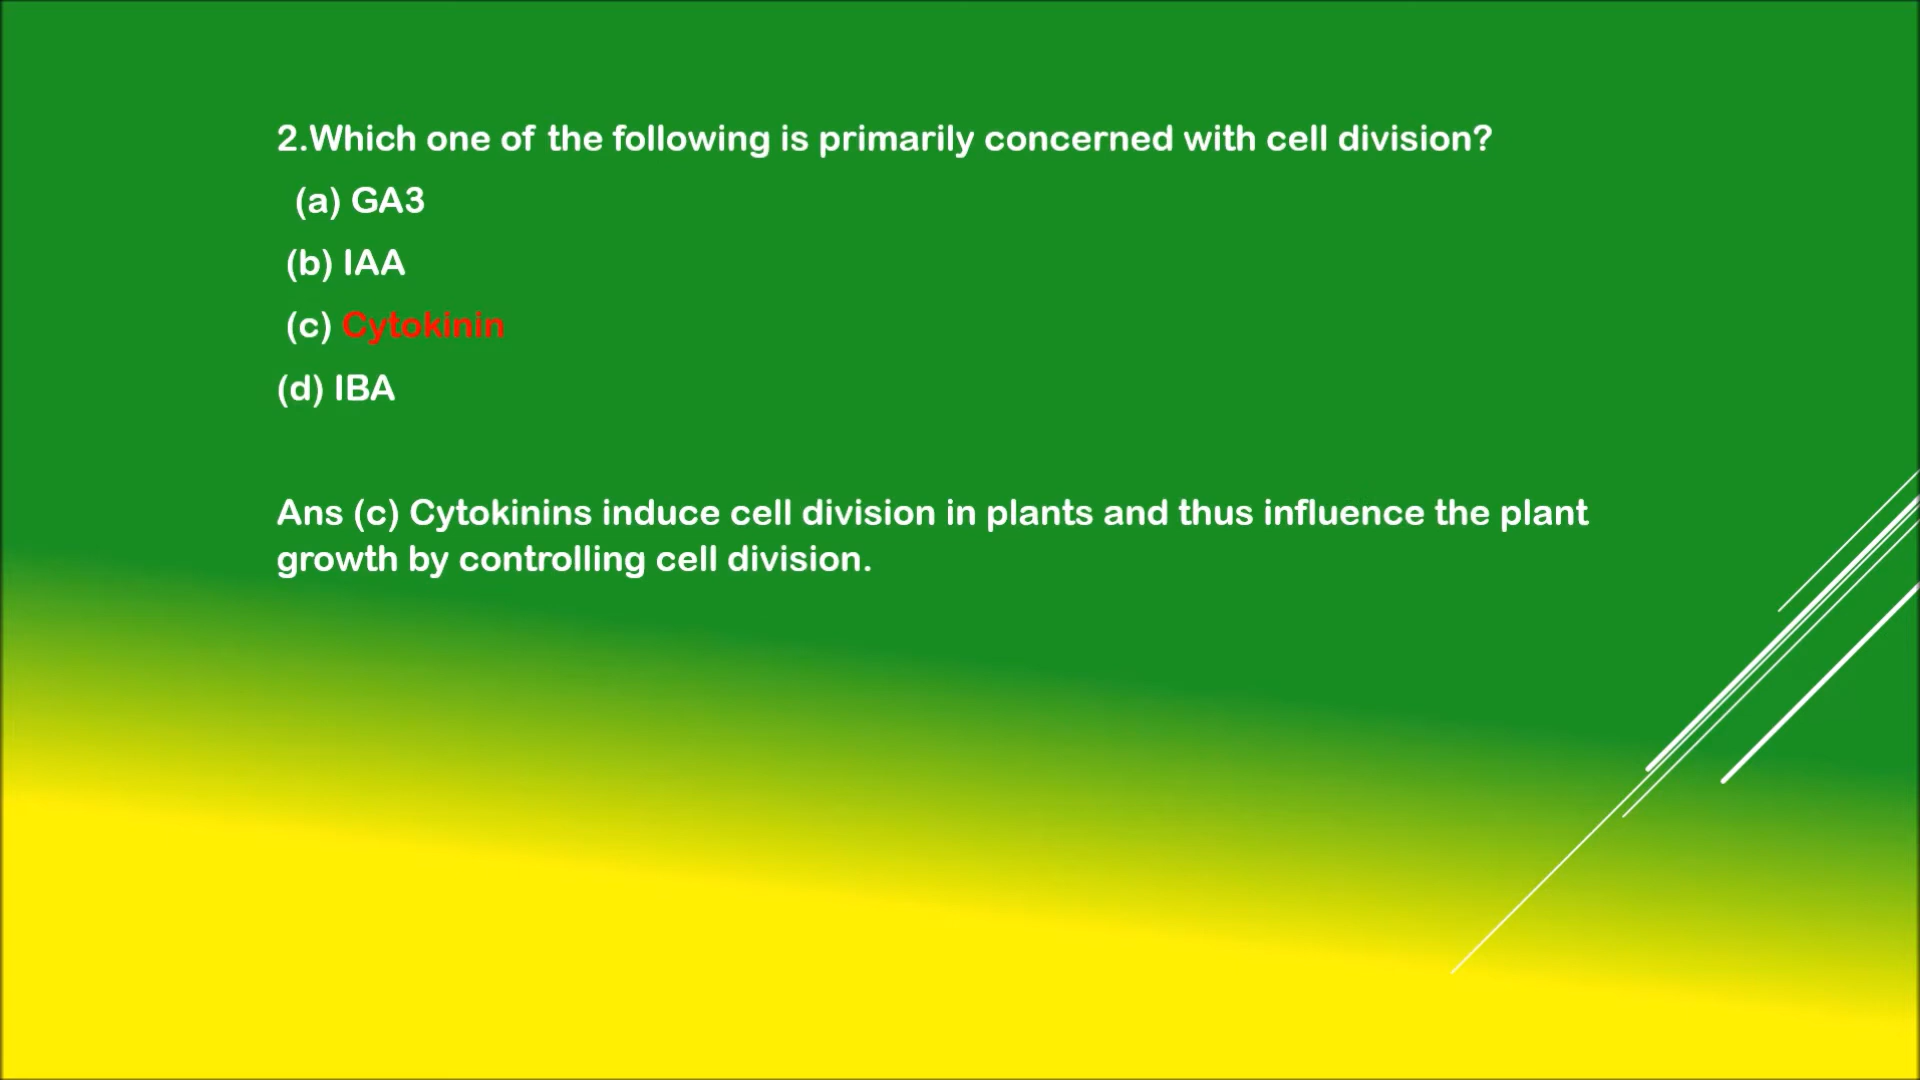 2.Which one of the following is primarily concerned with cell division?
(a) GA3
(b) IAA
(c) Cytokinin
(d) IBA
Ans (c) Cytokinins induce cell division in plants and thus influence the plant
growth by controlling cell division.